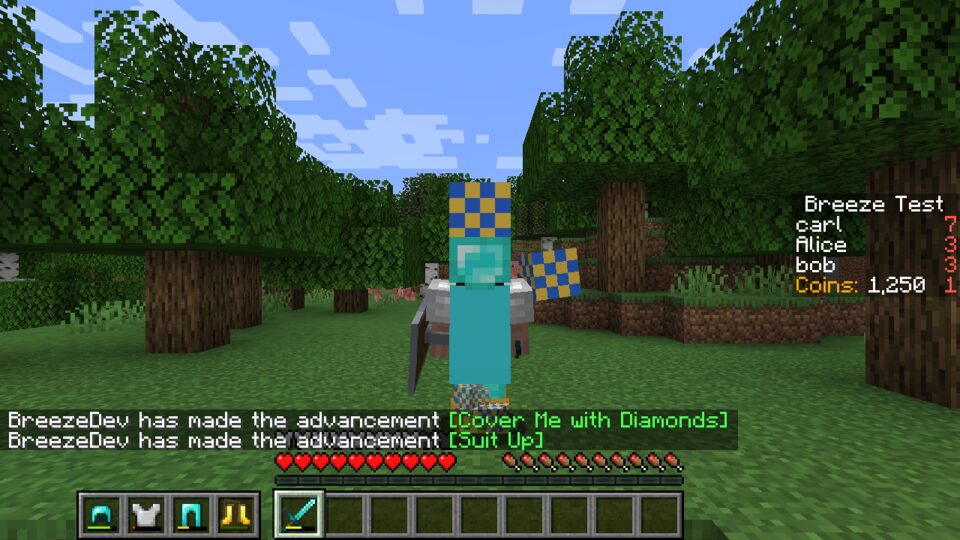 Breeze Test
carl 7
Alice 3
bob 3
Coins: 1,250 1
BreezeDev has made the advancement [Cover Me with Diamonds]
BreezeDev has made the advancement [Suit Up]